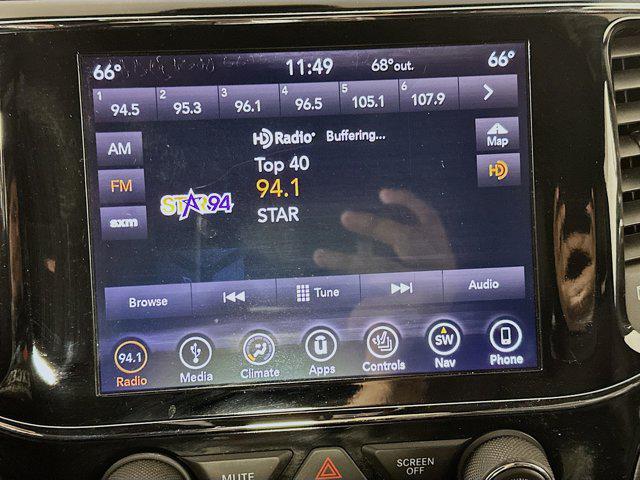 66° 11:49 68°out. 66°
1 94.5 2 95.3 3 96.1 4 96.5 5 105.1 6 107.9
HD Radio Buffering...
AM
Map
Top 40
HD
FM
94.1
STAR 94
sxm
STAR
Browse Tune Audio
94.1 SW
Radio Media Climate Apps Controls Nav Phone
MUTE SCREEN OFF